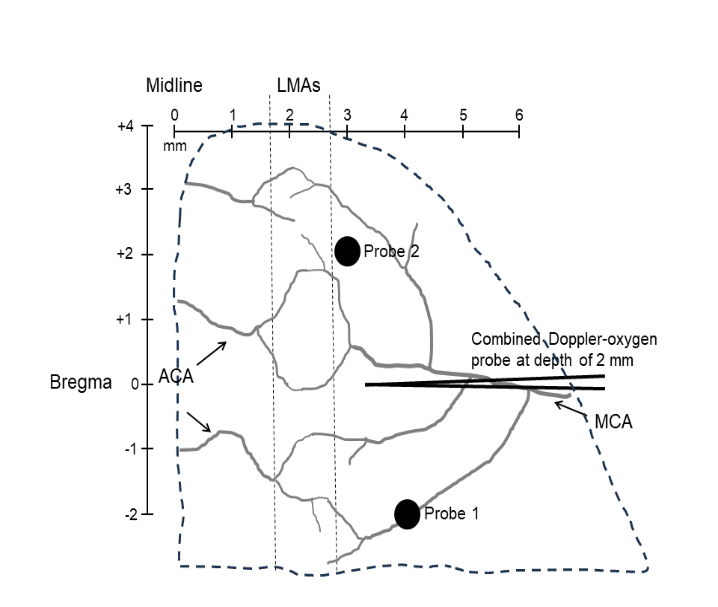 Midline
LMAs
0 1 2 3 4 5 6
mm
+4
+3
+2
+1
0
-1
-2
Probe 2
Combined Doppler-oxygen
probe at depth of 2 mm
Bregma
ACA
MCA
Probe 1